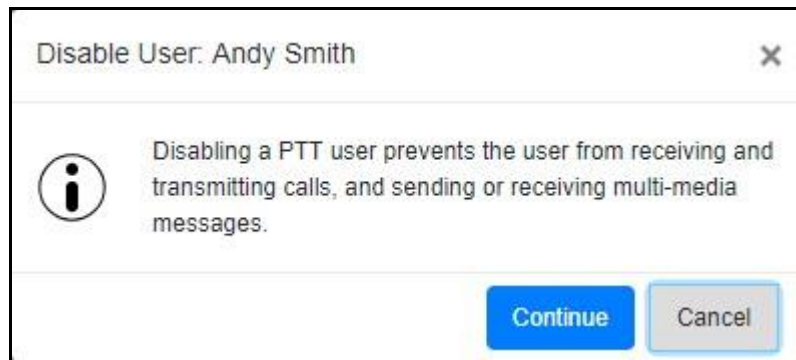 Disable User: Andy Smith
Disabling a PTT user prevents the user from receiving and
transmitting calls, and sending or receiving multi-media
messages.
Continue
Cancel